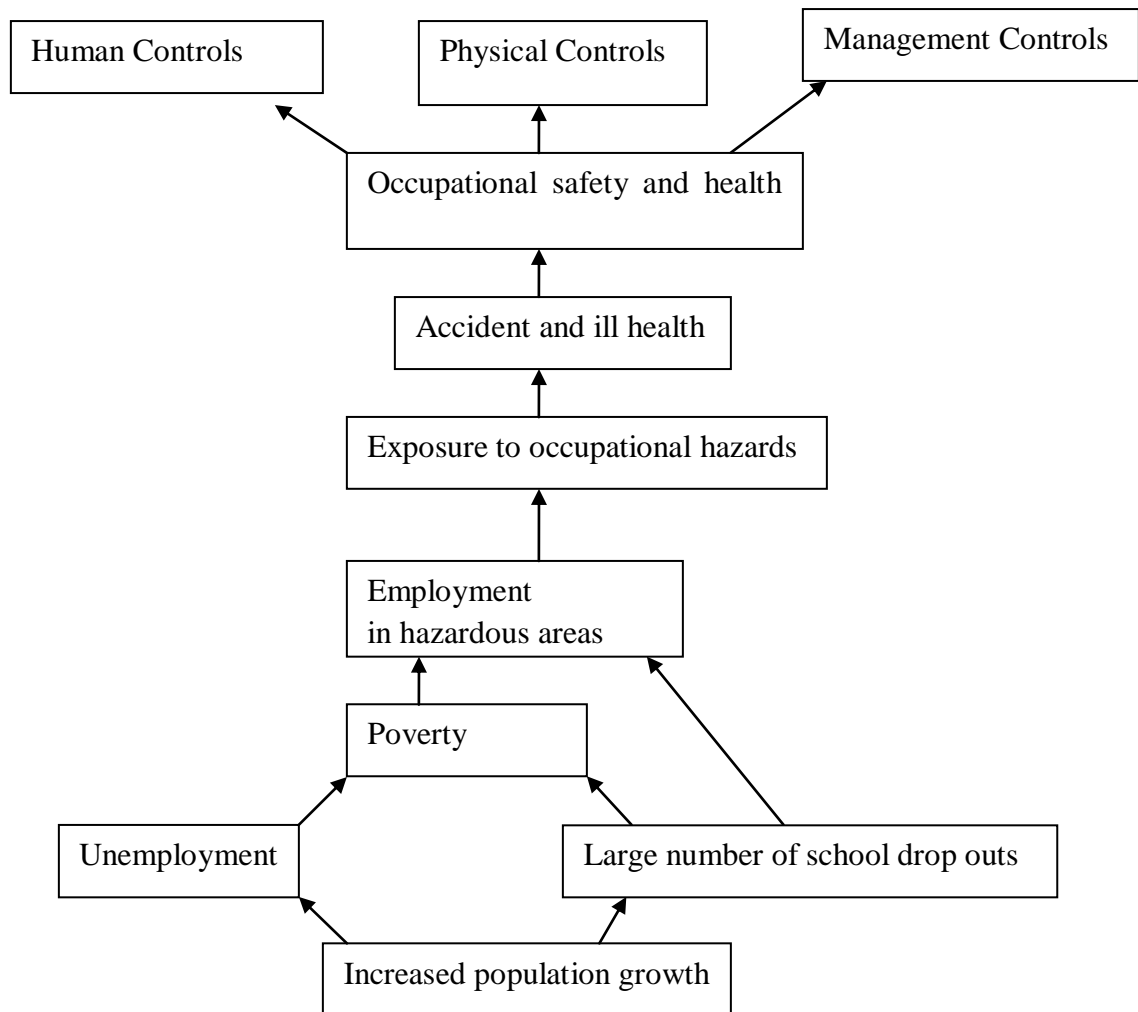 Human Controls
Physical Controls
Management Controls
Occupational safety and health
Accident and ill health
Exposure to occupational hazards
Employment
in hazardous areas
Poverty
Unemployment
Large number of school drop outs
Increased population growth